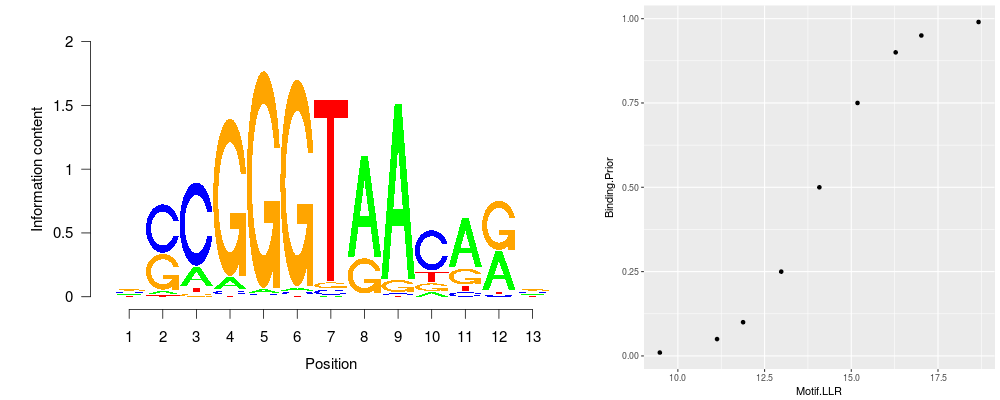 2
1.5
1
0.5
0
Information content
C G
C A T
G A
G
G
T
A G
A G
C T G A
A G T
G A
1 2 3 4 5 6 7 8 9 10 11 12 13
Position
1.00
0.75
0.50
0.25
0.00
Binding.Prior
10.0 12.5 15.0 17.5
Motif.LLR